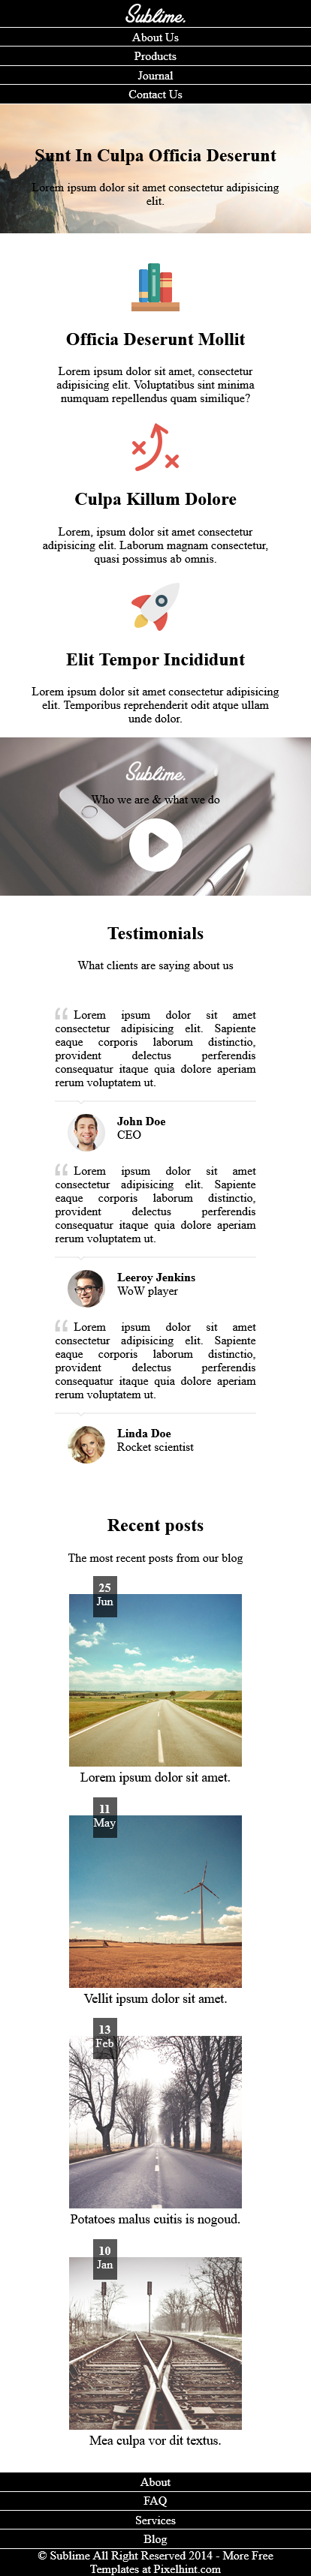 Sublime.
About Us
Products
Journal
Contact Us
Sunt In Culpa Officia Deserunt
Lorem ipsum dolor sit amet consectetur adipisicing
elit.
Officia Deserunt Mollit
Lorem ipsum dolor sit amet, consectetur
adipisicing elit. Voluptatibus sint minima
numquam repellendus quam similique?
Culpa Killum Dolore
Lorem, ipsum dolor sit amet consectetur
adipisicing elit. Laborum magnam consectetur,
quasi possimus ab omnis.
Elit Tempor Incididunt
Lorem ipsum dolor sit amet consectetur adipisicing
elit. Temporibus reprehenderit odit atque ullam
unde dolor.
Sublime.
Who we are & what we do
Testimonials
What clients are saying about us
“ Lorem ipsum dolor sit amet
consectetur adipisicing elit. Sapiente
eaque corporis laborum distinctio,
provident delectus perferendis
consequatur itaque quia dolore aperiam
rerum voluptatem ut.
John Doe
CEO
“ Lorem ipsum dolor sit amet
consectetur adipisicing elit. Sapiente
eaque corporis laborum distinctio,
provident delectus perferendis
consequatur itaque quia dolore aperiam
rerum voluptatem ut.
Leeroy Jenkins
WoW player
“ Lorem ipsum dolor sit amet
consectetur adipisicing elit. Sapiente
eaque corporis laborum distinctio,
provident delectus perferendis
consequatur itaque quia dolore aperiam
rerum voluptatem ut.
Linda Doe
Rocket scientist
Recent posts
The most recent posts from our blog
25
Jun
Lorem ipsum dolor sit amet.
11
May
Vellit ipsum dolor sit amet.
13
Feb
Potatoes malus cuitis is nogoud.
10
Jan
Mea culpa vor dit textus.
About
FAQ
Services
Blog
© Sublime All Right Reserved 2014 - More Free
Templates at Pixelhint.com